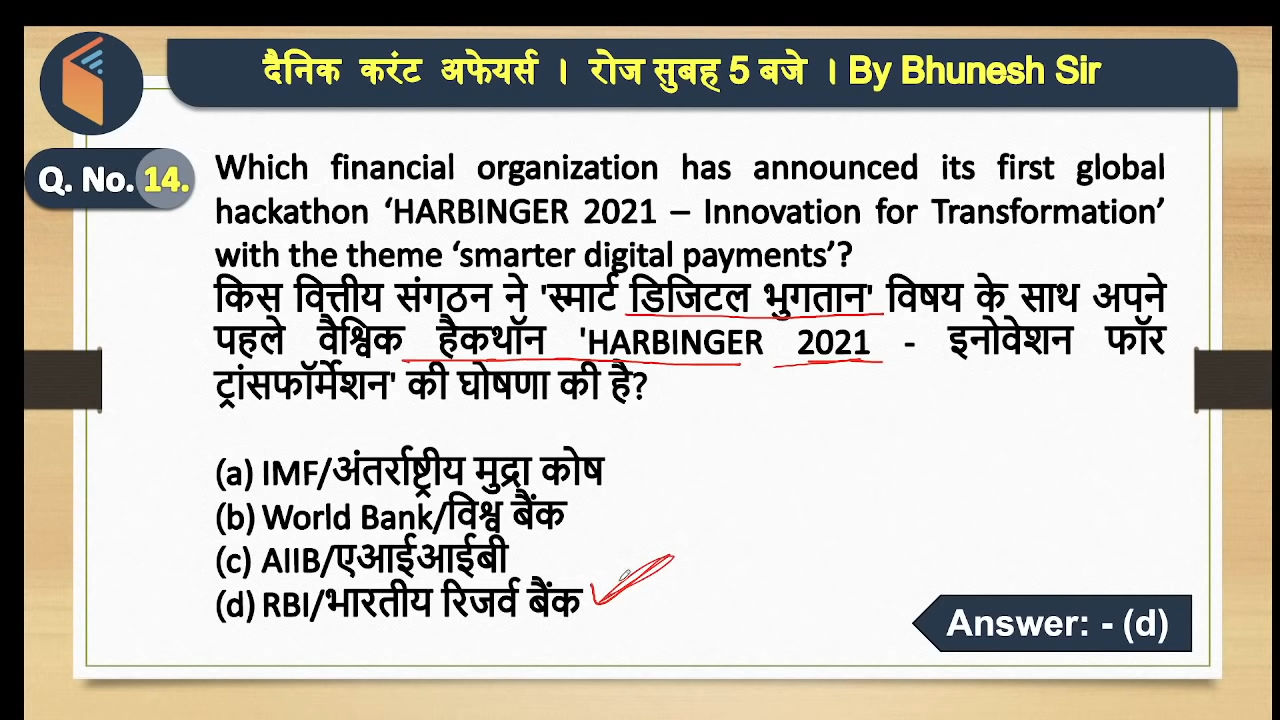 दैनिक करंट अफेयर्स । रोज सुबह 5 बजे । By Bhunesh Sir
Q. No. 14.
Which financial organization has announced its first global
hackathon ‘HARBINGER 2021 – Innovation for Transformation’
with the theme ‘smarter digital payments’?
किस वित्तीय संगठन ने 'स्मार्ट डिजिटल भुगतान' विषय के साथ अपने
पहले वैश्विक हैकथॉन 'HARBINGER 2021 - इनोवेशन फॉर
ट्रांसफॉर्मेशन' की घोषणा की है?
(a) IMF/अंतर्राष्ट्रीय मुद्रा कोष
(b) World Bank/विश्व बैंक
(c) AIIB/एआईआईबी
(d) RBI/भारतीय रिजर्व बैंक
Answer: - (d)